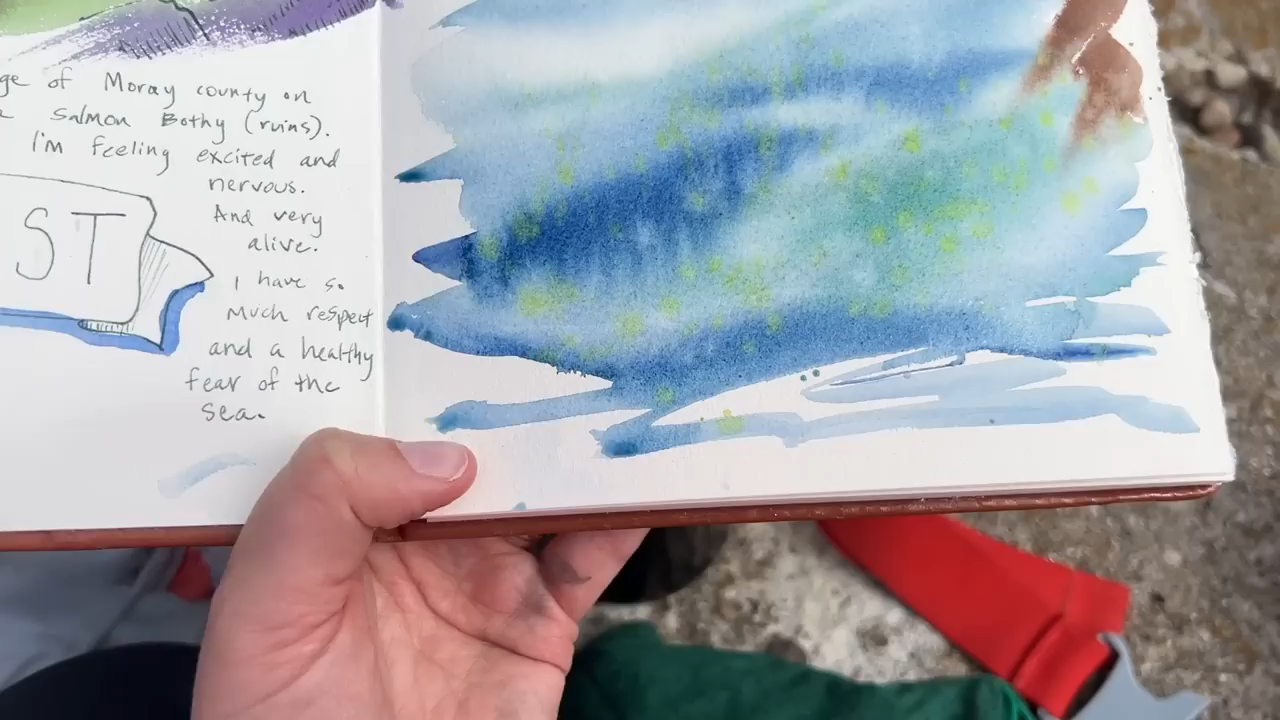 of Moray county on
Salmon Bothy (ruins).
I'm feeling excited and
nervous.
And very
alive.
ST
I have so
much respect
and a healthy
fear of the
sea.